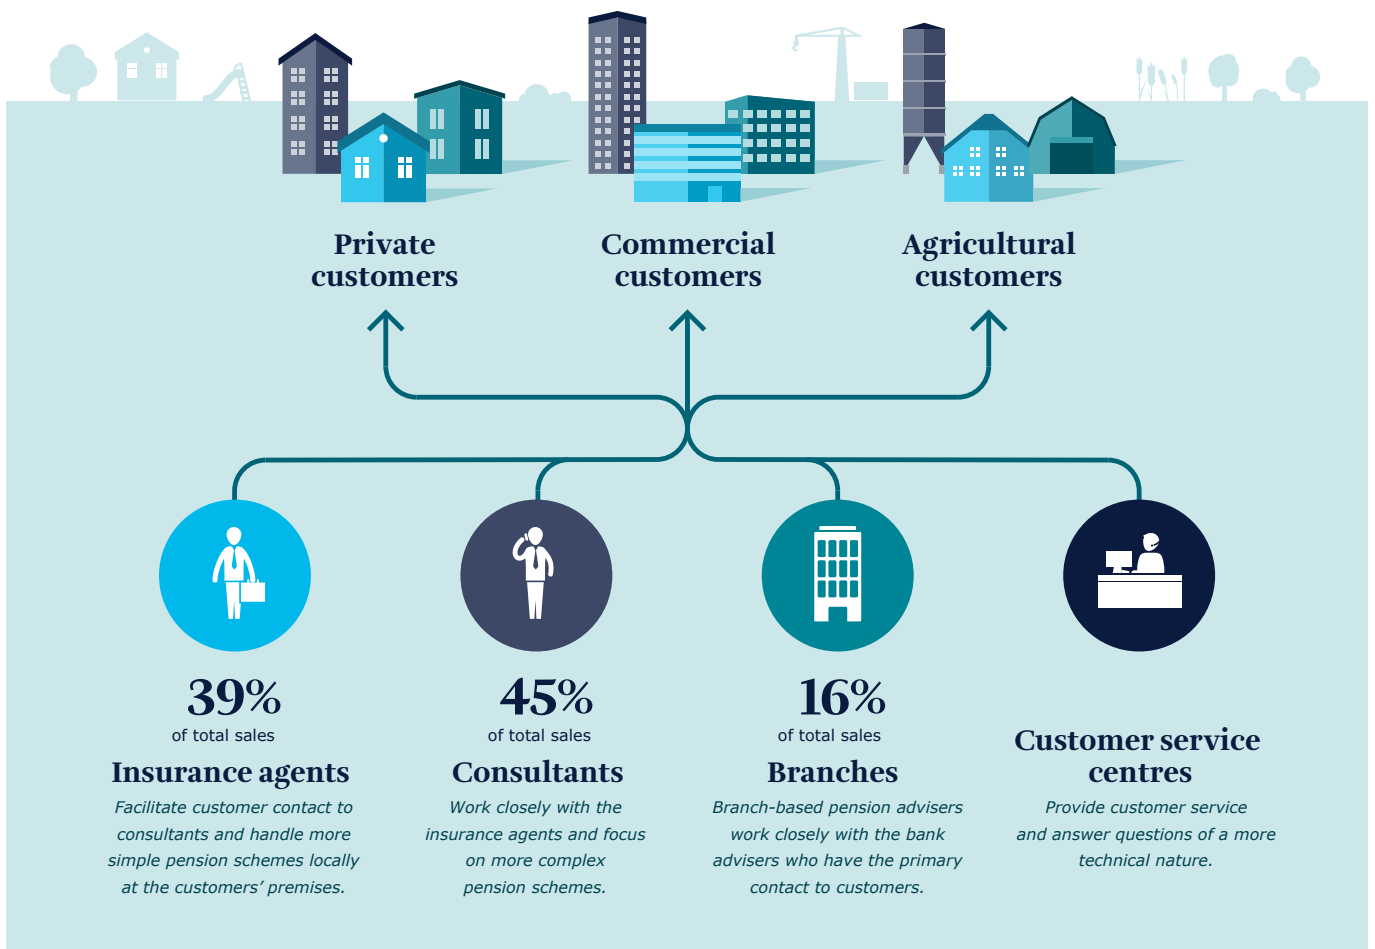 Private
customers
Commercial
customers
Agricultural
customers
39%
of total sales
Insurance agents
Facilitate customer contact to
consultants and handle more
simple pension schemes locally
at the customers’ premises.
45%
of total sales
Consultants
Work closely with the
insurance agents and focus
on more complex
pension schemes.
16%
of total sales
Branches
Branch-based pension advisers
work closely with the bank
advisers who have the primary
contact to customers.
Customer service
centres
Provide customer service
and answer questions of a more
technical nature.